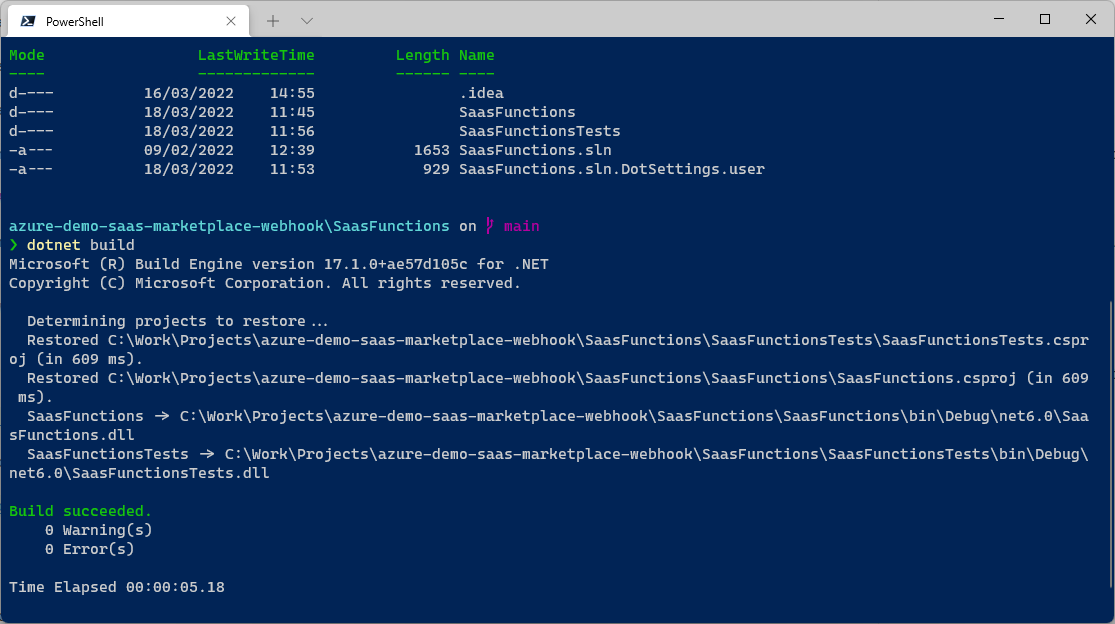 PowerShell
Mode                 LastWriteTime         Length Name
----                 -------------         ------ ----
d----          16/03/2022    14:55                .idea
d----          18/03/2022    11:45                SaasFunctions
d----          18/03/2022    11:56                SaasFunctionsTests
-a---          09/02/2022    12:39           1653 SaasFunctions.sln
-a---          18/03/2022    11:53            929 SaasFunctions.sln.DotSettings.user
azure-demo-saas-marketplace-webhook\SaasFunctions on main
❯ dotnet build
Microsoft (R) Build Engine version 17.1.0+ae57d105c for .NET
Copyright (C) Microsoft Corporation. All rights reserved.
  Determining projects to restore...
  Restored C:\Work\Projects\azure-demo-saas-marketplace-webhook\SaasFunctions\SaasFunctionsTests\SaasFunctionsTests.cspr
oj (in 609 ms).
  Restored C:\Work\Projects\azure-demo-saas-marketplace-webhook\SaasFunctions\SaasFunctions\SaasFunctions.csproj (in 609
 ms).
  SaasFunctions -> C:\Work\Projects\azure-demo-saas-marketplace-webhook\SaasFunctions\SaasFunctions\bin\Debug\net6.0\Saa
sFunctions.dll
  SaasFunctionsTests -> C:\Work\Projects\azure-demo-saas-marketplace-webhook\SaasFunctions\SaasFunctionsTests\bin\Debug\
net6.0\SaasFunctionsTests.dll
Build succeeded.
    0 Warning(s)
    0 Error(s)
Time Elapsed 00:00:05.18